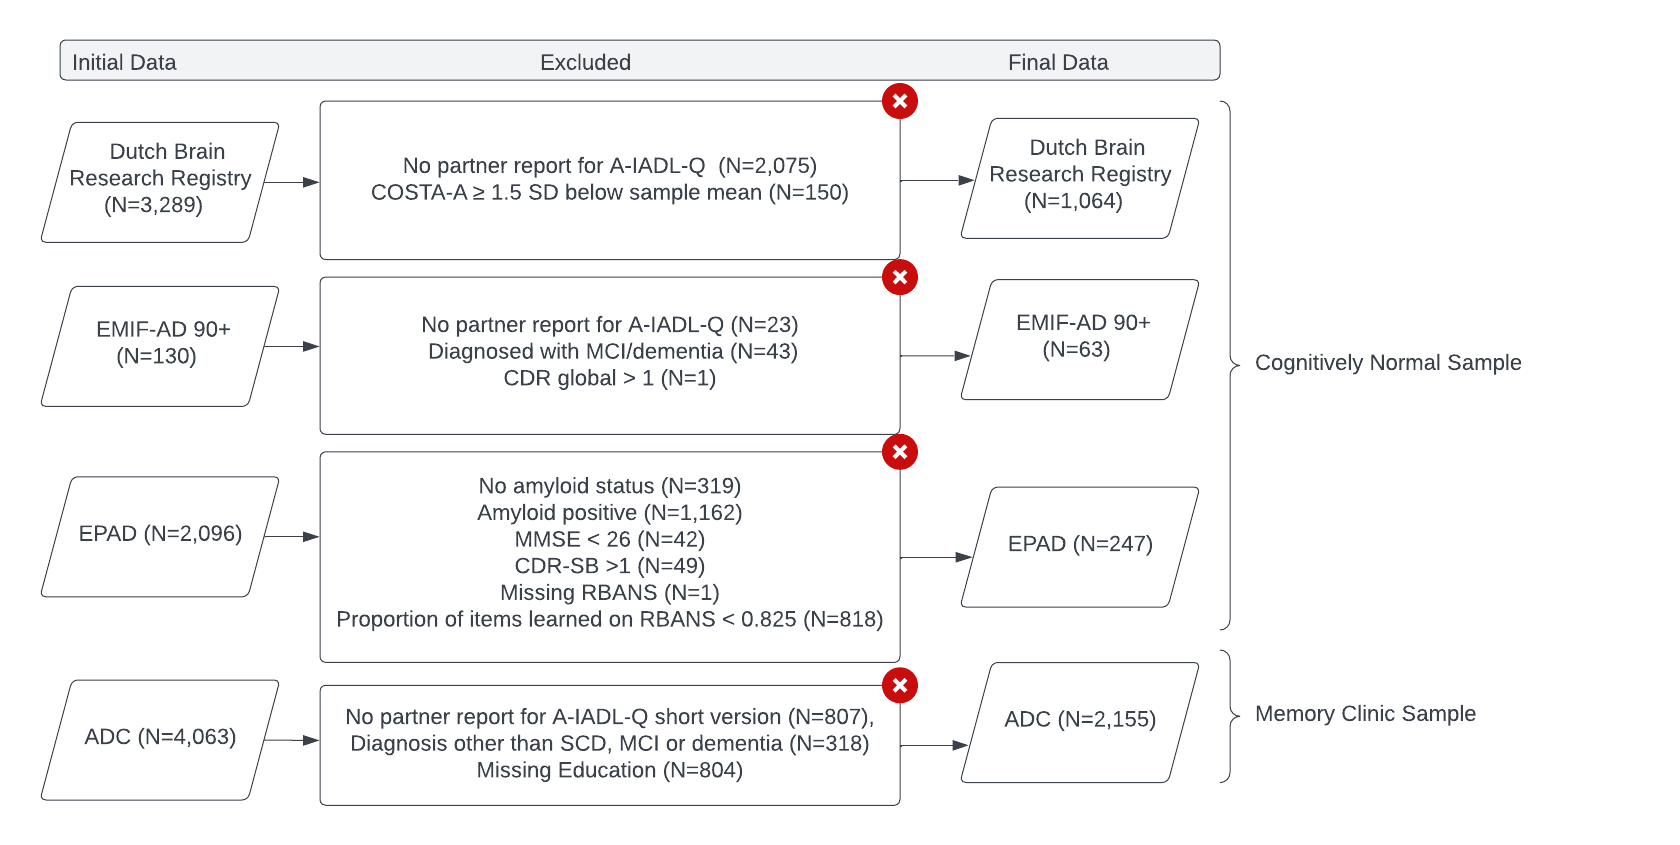 Initial Data
Excluded
Final Data
Dutch Brain
Research Registry
(N=3,289)
No partner report for A-IADL-Q  (N=2,075)
COSTA-A ≥ 1.5 SD below sample mean (N=150)
Dutch Brain
Research Registry
(N=1,064)
EMIF-AD 90+
(N=130)
No partner report for A-IADL-Q (N=23)
Diagnosed with MCI/dementia (N=43)
CDR global > 1 (N=1)
EMIF-AD 90+
(N=63)
Cognitively Normal Sample
EPAD (N=2,096)
No amyloid status (N=319)
Amyloid positive (N=1,162)
MMSE < 26 (N=42)
CDR-SB >1 (N=49)
Missing RBANS (N=1)
Proportion of items learned on RBANS < 0.825 (N=818)
EPAD (N=247)
ADC (N=4,063)
No partner report for A-IADL-Q short version (N=807),
Diagnosis other than SCD, MCI or dementia (N=318)
Missing Education (N=804)
ADC (N=2,155)
Memory Clinic Sample